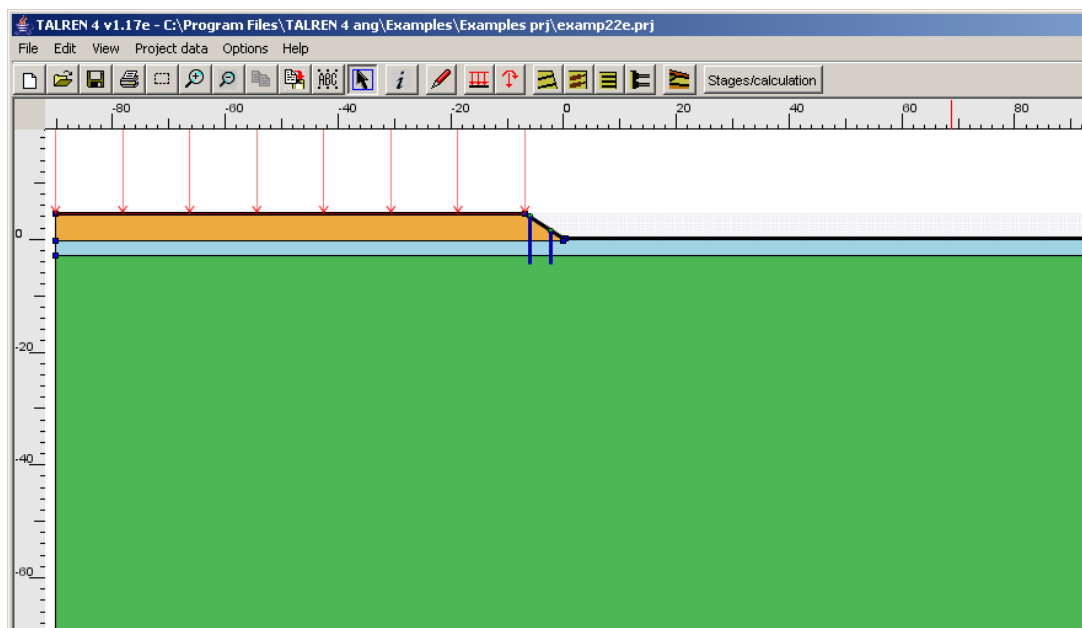 TALREN 4 v1.17e - C:\Program Files\TALREN 4 ang\Examples\Examples prj\examp22e.prj
File Edit View Project data Options Help
ABC i Stages/calculation
-80 -60 -40 -20 0 20 40 60 80
0
-20
-40
-60